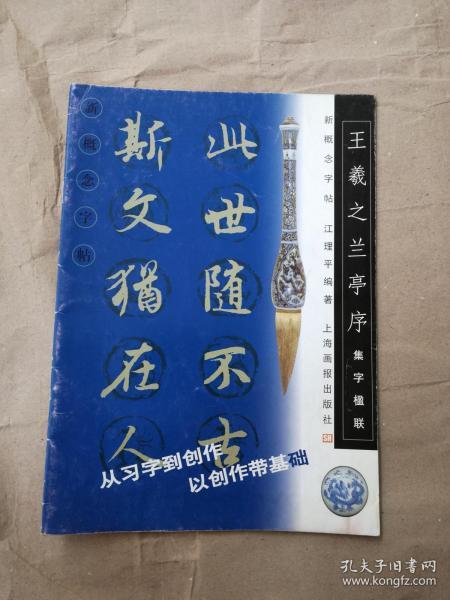 王羲之兰亭序
集字楹联
新概念字帖 江理平编著 上海画报出版社
SH
此世随不古
斯文犹在人
新概念字帖
从习字到创作
以创作带基础
孔夫子旧书网
www.kongfz.com